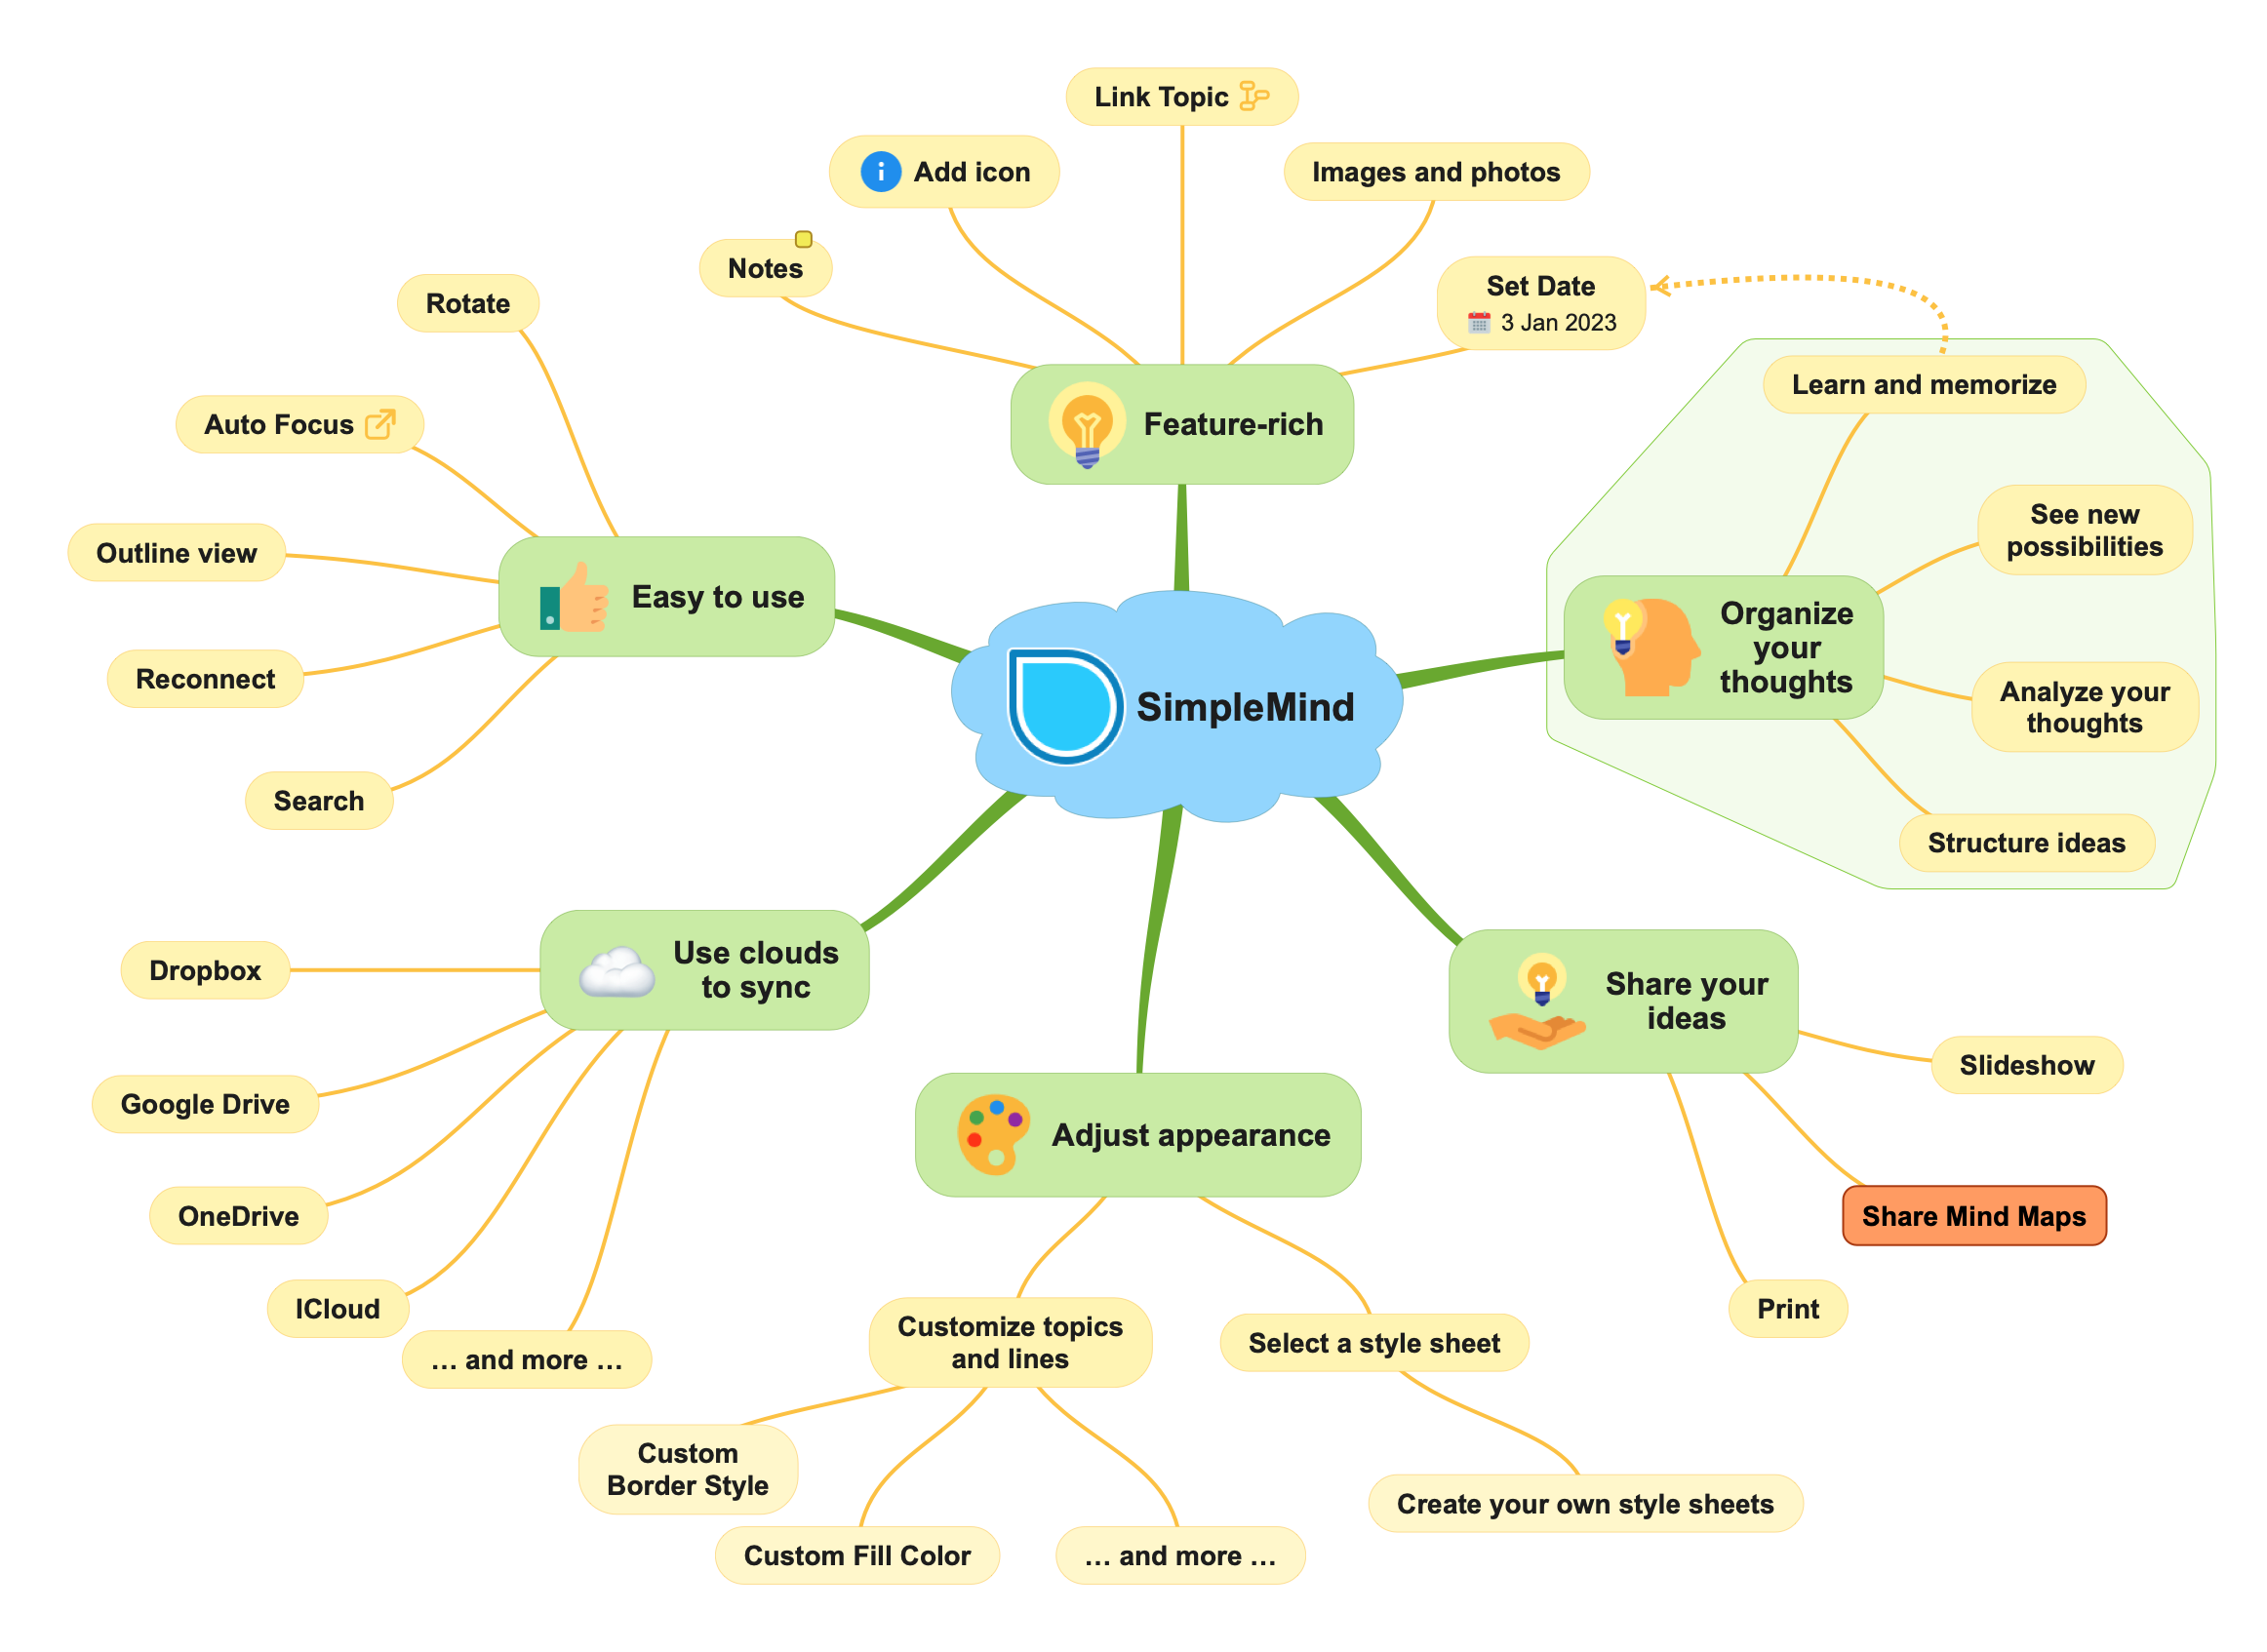 Link Topic
Add icon
Images and photos
Notes
Set Date
3 Jan 2023
Rotate
Auto Focus
Outline view
Reconnect
Search
Easy to use
Feature-rich
SimpleMind
Learn and memorize
See new
possibilities
Organize
your
thoughts
Analyze your
thoughts
Structure ideas
Use clouds
to sync
Dropbox
Google Drive
OneDrive
ICloud
... and more ...
Adjust appearance
Customize topics
and lines
Custom
Border Style
Custom Fill Color
... and more ...
Select a style sheet
Create your own style sheets
Share your
ideas
Slideshow
Share Mind Maps
Print